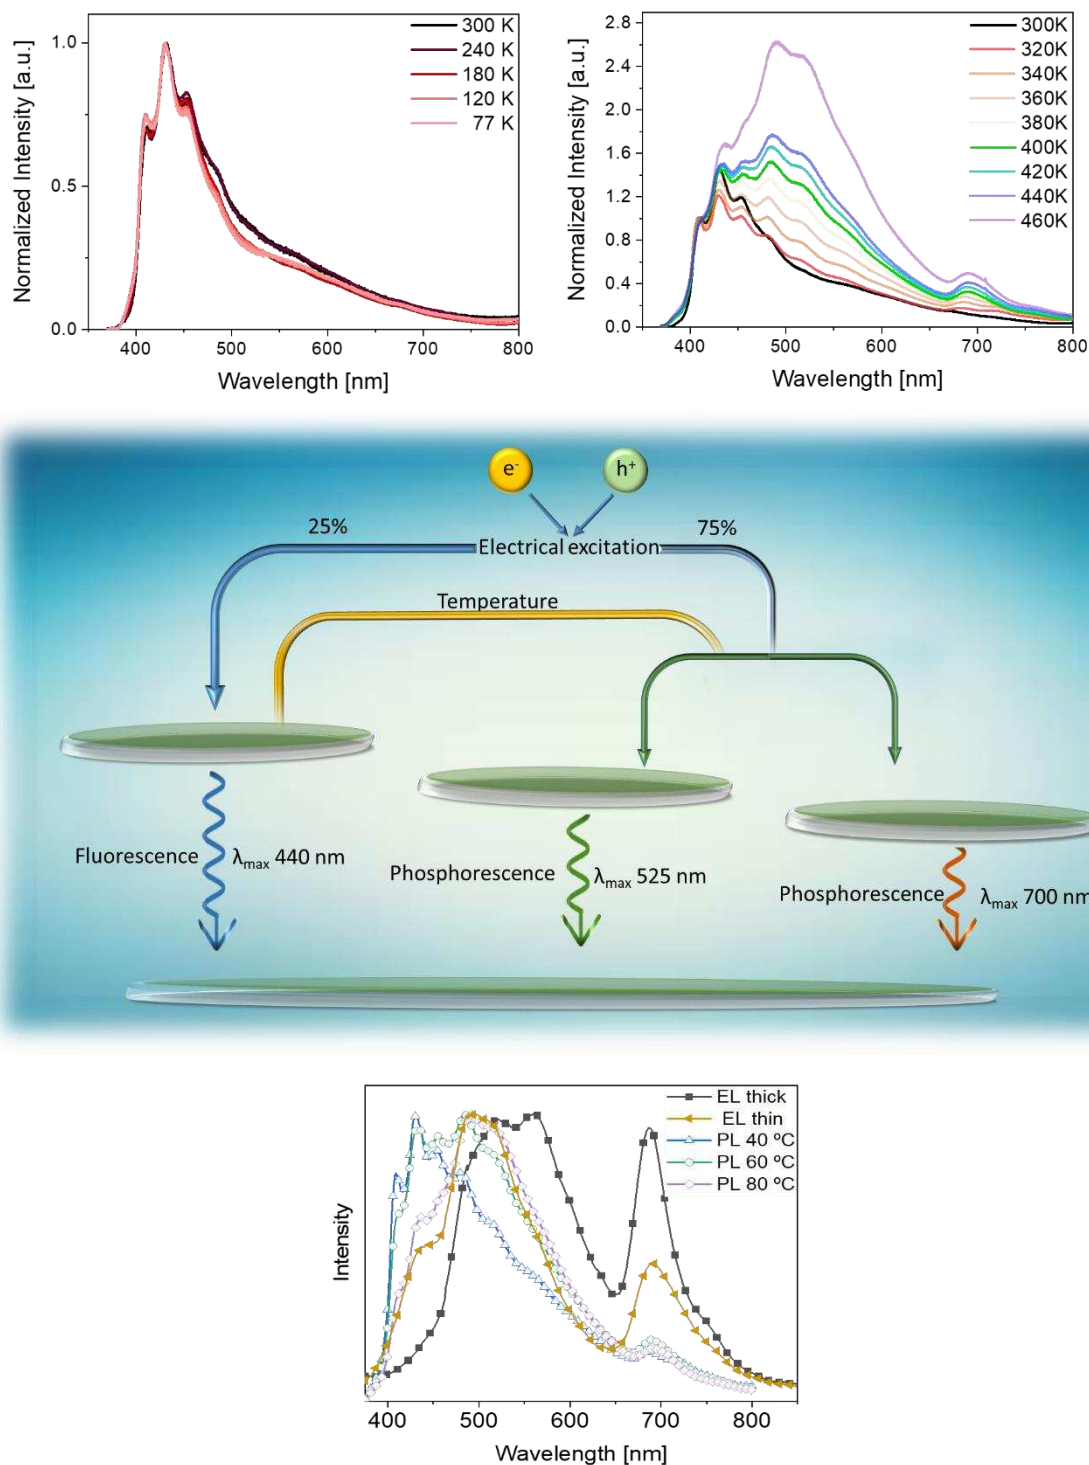 Normalized Intensity [a.u.]
1.0
0.5
0.0
400 500 600 700 800
Wavelength [nm]
300 K
240 K
180 K
120 K
77 K
Normalized Intensity [a.u.]
2.8
2.4
2.0
1.6
1.2
0.8
0.4
0.0
400 500 600 700 800
Wavelength [nm]
300K
320K
340K
360K
380K
400K
420K
440K
460K
e-
h+
25%
75%
Electrical excitation
Temperature
Fluorescence
λmax 440 nm
Phosphorescence
λmax 525 nm
Phosphorescence
λmax 700 nm
Intensity
EL thick
EL thin
PL 40 ºC
PL 60 ºC
PL 80 ºC
400 500 600 700 800
Wavelength [nm]